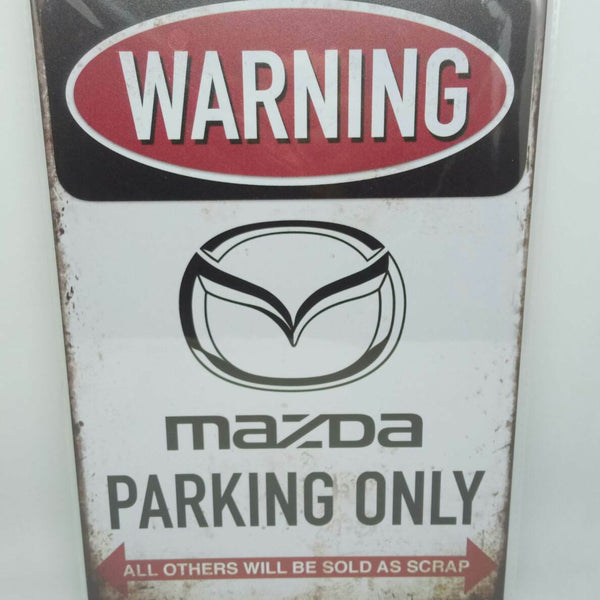 WARNING
mazDa
PARKING ONLY
ALL OTHERS WILL BE SOLD AS SCRAP